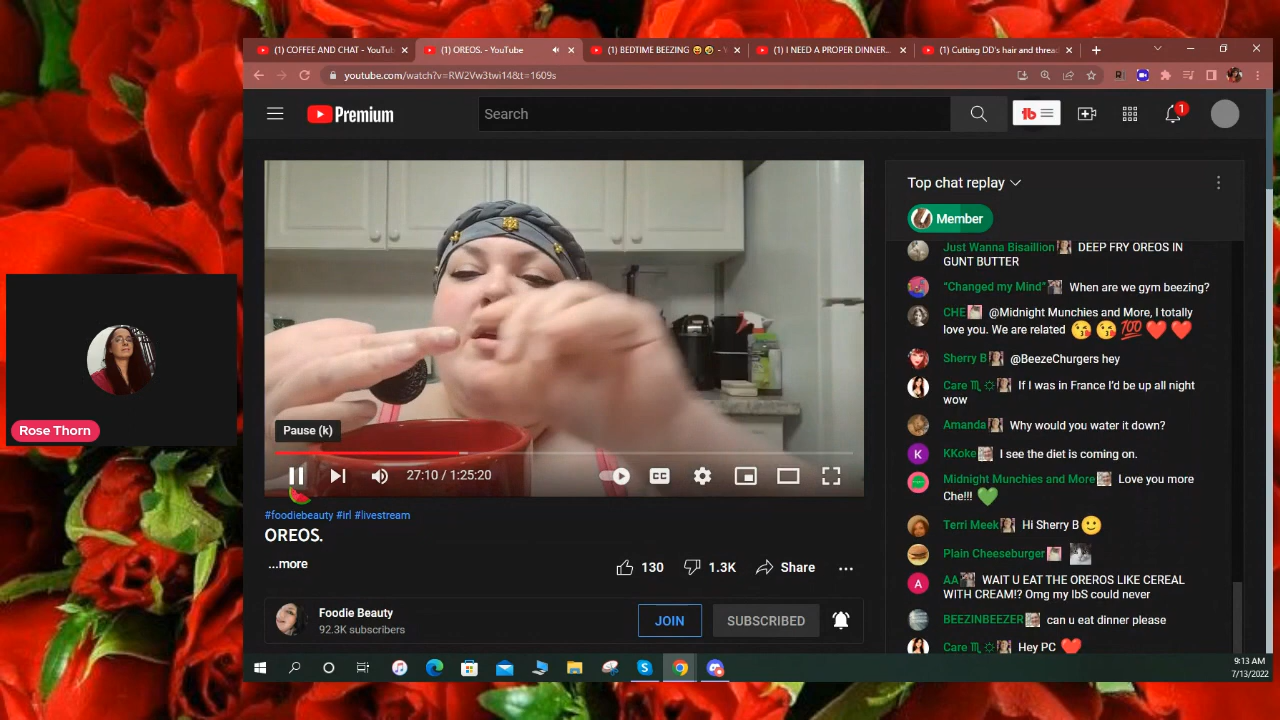 (1) COFFEE AND CHAT - YouTub
(1) OREOS. - YouTube
(1) BEDTIME BEEZING
(1) I NEED A PROPER DINNER...
(1) Cutting DD's hair and threa
youtube.com/watch?v=RW2Vw3twi14&t=1609s
Premium
Search
tb
1
Top chat replay
Member
Just Wanna Bisaillion DEEP FRY OREOS IN
GUNT BUTTER
"Changed my Mind" When are we gym beezing?
CHE @Midnight Munchies and More, I totally
love you. We are related 😘 😘 💯 ❤️ ❤️
Sherry B @BeezeChurgers hey
Care ♏ If I was in France I'd be up all night
wow
Amanda Why would you water it down?
K
KKoke I see the diet is coming on.
Midnight Munchies and More Love you more
Che!!! 💚
Terri Meek Hi Sherry B 🙂
Plain Cheeseburger
A
AA WAIT U EAT THE OREROS LIKE CEREAL
WITH CREAM!? Omg my IbS could never
BEEZINBEEZER can u eat dinner please
Care ♏ Hey PC ❤️
Rose Thorn
Pause (k)
27:10 / 1:25:20
CC
#foodiebeauty #irl #livestream
OREOS.
...more
130
1.3K
Share
Foodie Beauty
92.3K subscribers
JOIN
SUBSCRIBED
9:13 AM
7/13/2022